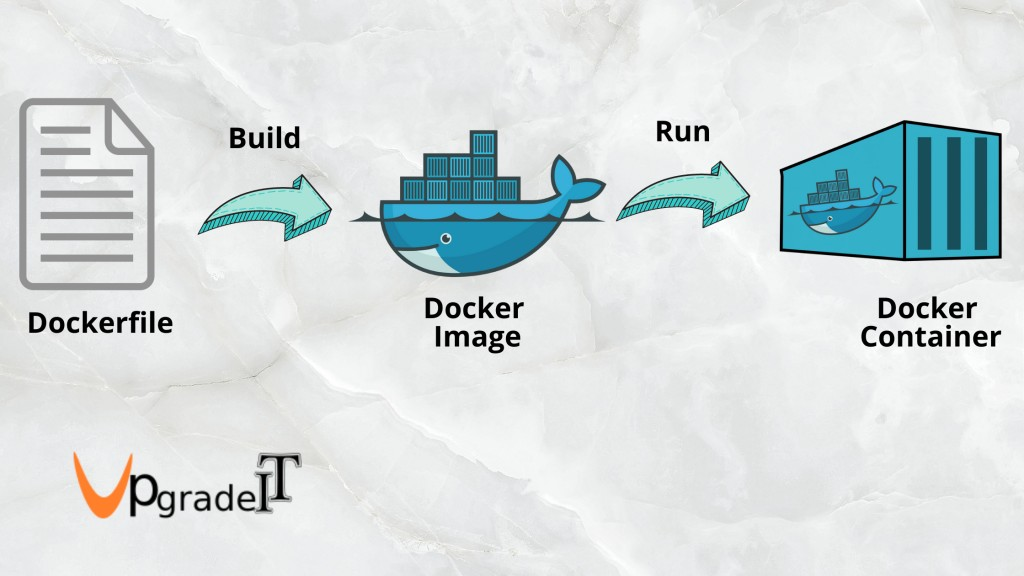 Build
Run
Dockerfile
Docker
Image
Docker
Container
UpgradeIT